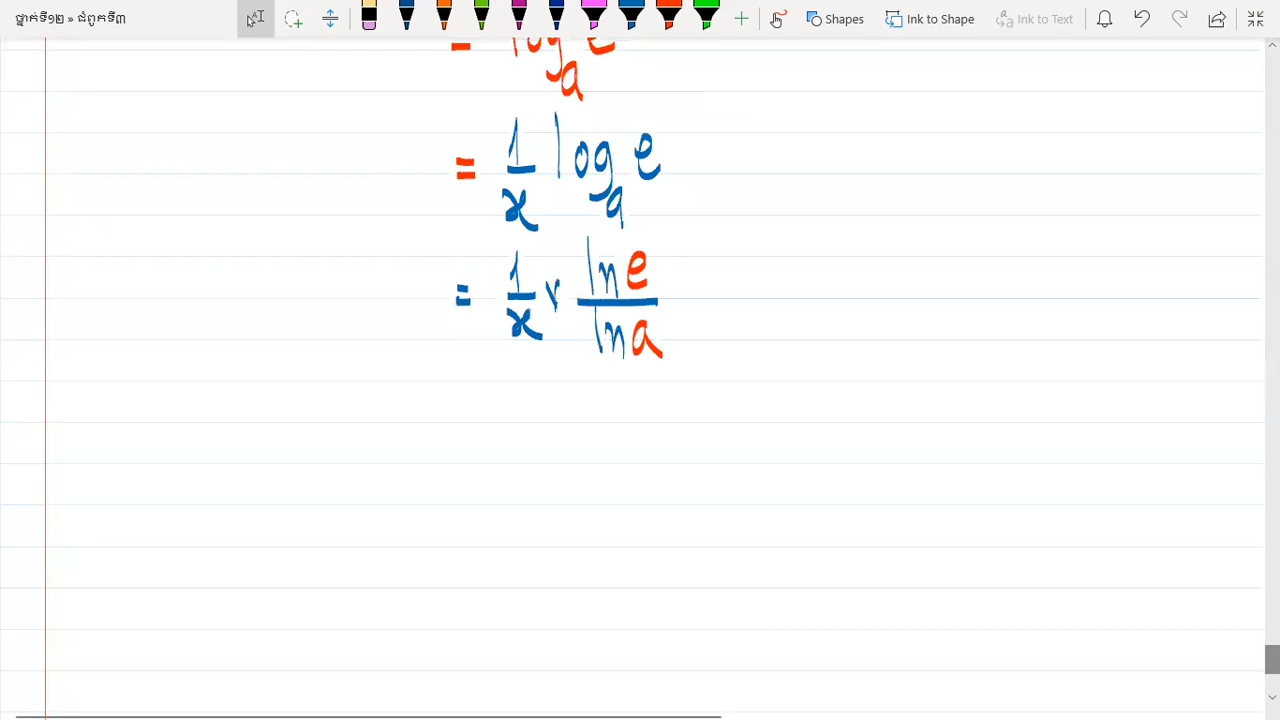 ថ្នាក់ទី១២ » ជំពូកទី៣
Shapes Ink to Shape Ink to Text
= log_a e
= 1/x log_a e
= 1/x × ln e / ln a